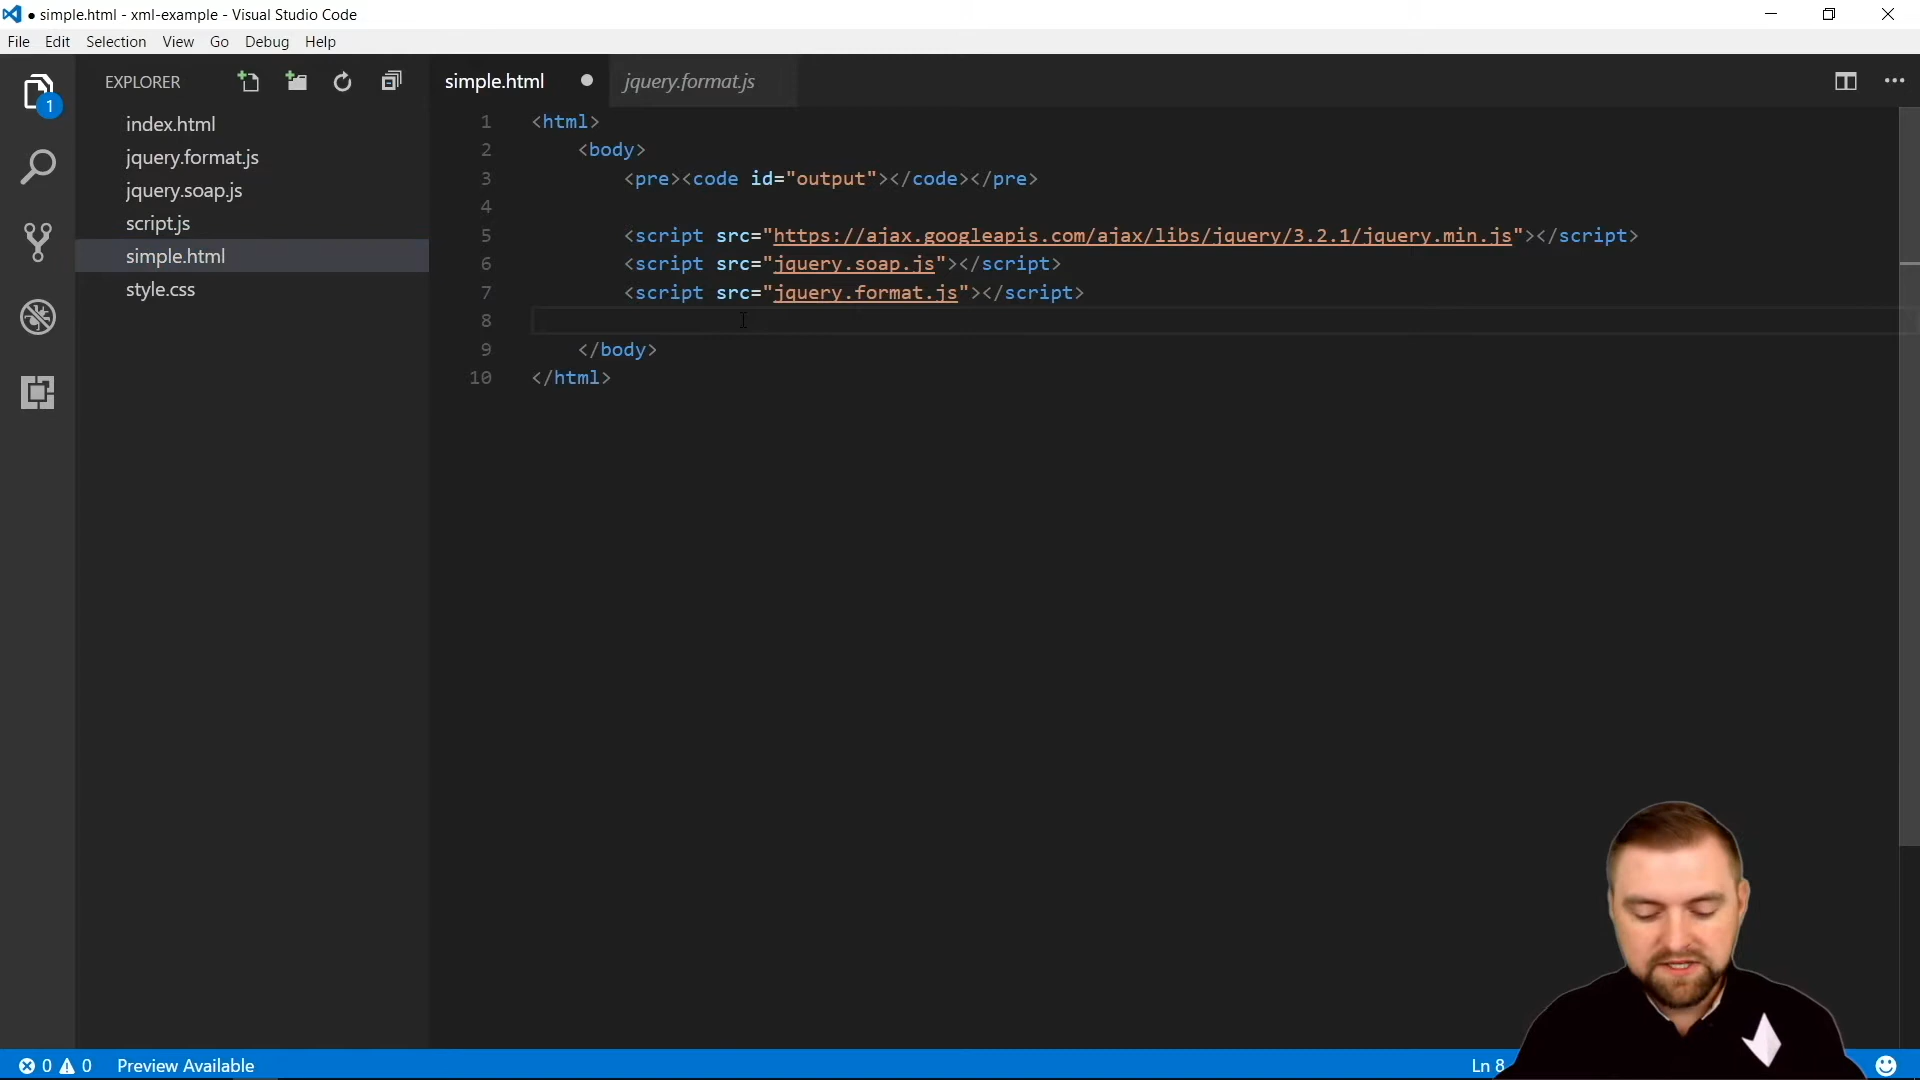 ● simple.html - xml-example - Visual Studio Code
File Edit Selection View Go Debug Help
EXPLORER
simple.html
jquery.format.js
1
index.html
jquery.format.js
jquery.soap.js
script.js
simple.html
style.css
1 <html>
2 <body>
3 <pre><code id="output"></code></pre>
4
5 <script src="https://ajax.googleapis.com/ajax/libs/jquery/3.2.1/jquery.min.js"></script>
6 <script src="jquery.soap.js"></script>
7 <script src="jquery.format.js"></script>
8
9 </body>
10 </html>
0 0 Preview Available
Ln 8